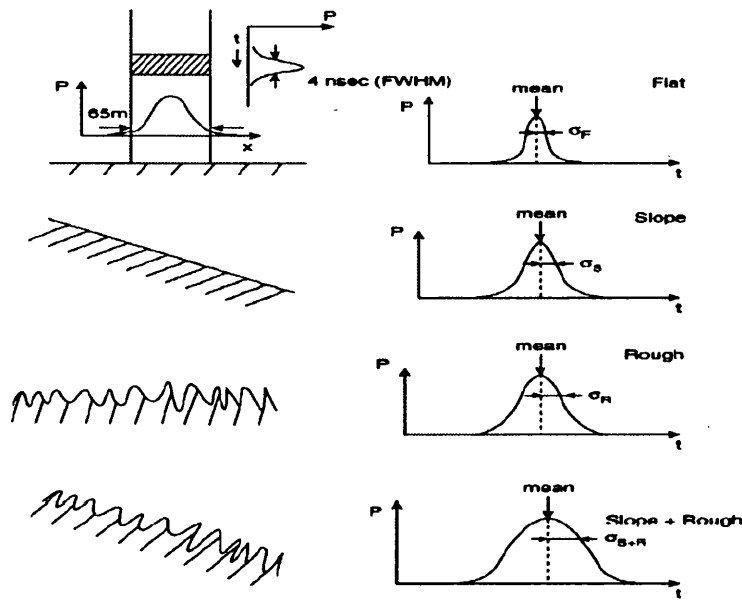 P
t
4 nsec (FWHM)
P
65m
x
P
mean
Flat
σF
t
P
mean
Slope
σS
t
P
mean
Rough
σR
t
P
mean
Slope + Rough
σS+R
t